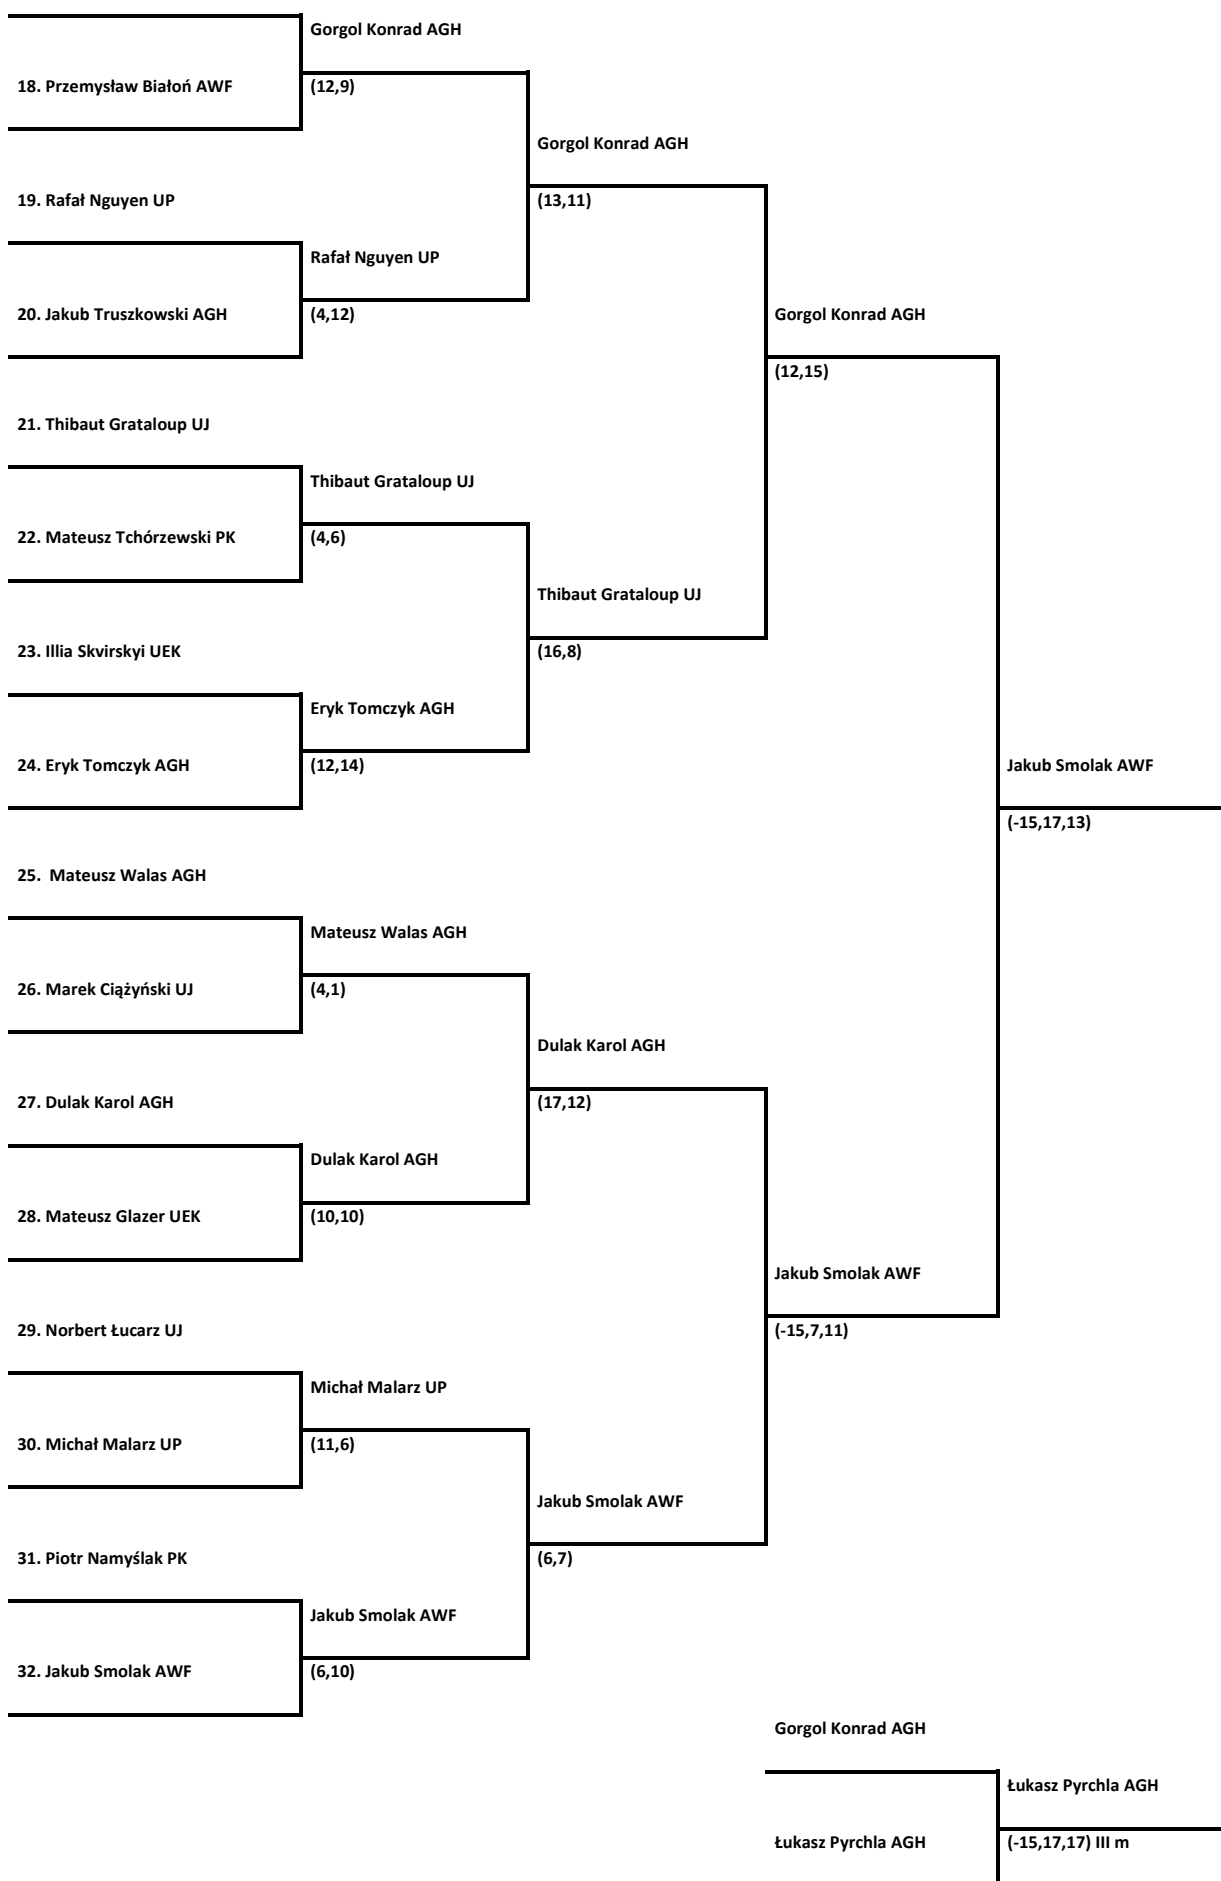 Gorgol Konrad AGH
18. Przemysław Białoń AWF
(12,9)
Gorgol Konrad AGH
19. Rafał Nguyen UP
(13,11)
Rafał Nguyen UP
20. Jakub Truszkowski AGH
(4,12)
Gorgol Konrad AGH
(12,15)
21. Thibaut Grataloup UJ
Thibaut Grataloup UJ
22. Mateusz Tchórzewski PK
(4,6)
Thibaut Grataloup UJ
23. Illia Skvirskyi UEK
(16,8)
Eryk Tomczyk AGH
24. Eryk Tomczyk AGH
(12,14)
Jakub Smolak AWF
(-15,17,13)
25.  Mateusz Walas AGH
Mateusz Walas AGH
26. Marek Ciążyński UJ
(4,1)
Dulak Karol AGH
27. Dulak Karol AGH
(17,12)
Dulak Karol AGH
28. Mateusz Glazer UEK
(10,10)
Jakub Smolak AWF
29. Norbert Łucarz UJ
(-15,7,11)
Michał Malarz UP
30. Michał Malarz UP
(11,6)
Jakub Smolak AWF
31. Piotr Namyślak PK
(6,7)
Jakub Smolak AWF
32. Jakub Smolak AWF
(6,10)
Gorgol Konrad AGH
Łukasz Pyrchla AGH
Łukasz Pyrchla AGH
(-15,17,17) III m